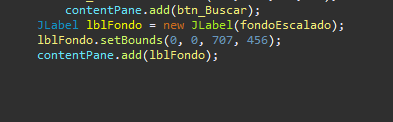 contentPane.add(btn_Buscar);
JLabel lblFondo = new JLabel(fondoEscalado);
lblFondo.setBounds(0, 0, 707, 456);
contentPane.add(lblFondo);